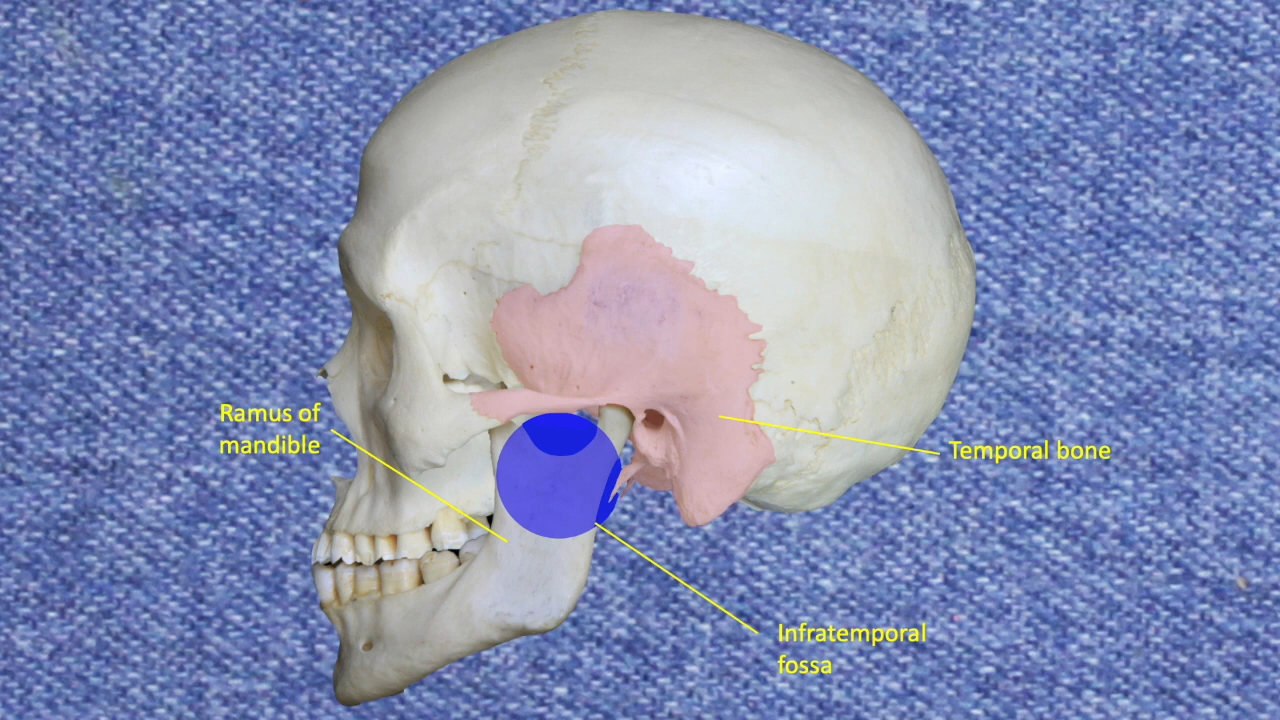 Ramus of
mandible
Temporal bone
Infratemporal
fossa